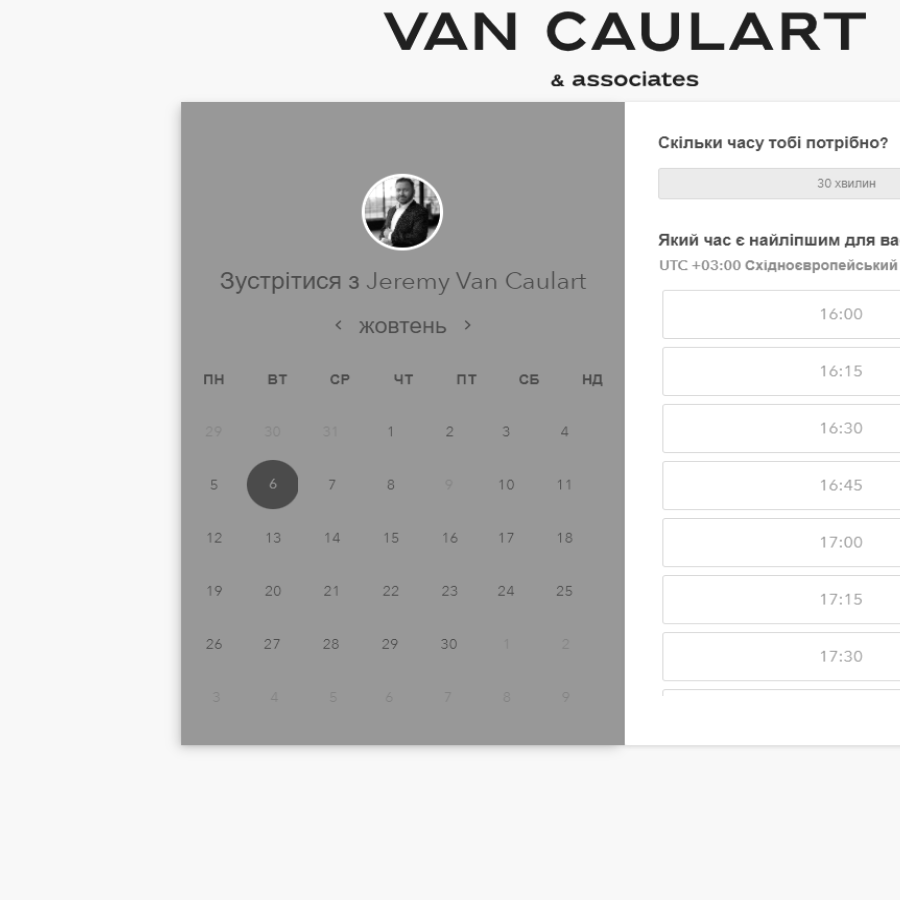 VAN CAULART
& associates
Зустрітися з Jeremy Van Caulart
жовтень
ПН ВТ СР ЧТ ПТ СБ НД
29 30 31 1 2 3 4
5 6 7 8 9 10 11
12 13 14 15 16 17 18
19 20 21 22 23 24 25
26 27 28 29 30 1 2
3 4 5 6 7 8 9
Скільки часу тобі потрібно?
30 хвилин
Який час є найліпшим для
UTC +03:00 Східноєвропейський
16:00
16:15
16:30
16:45
17:00
17:15
17:30